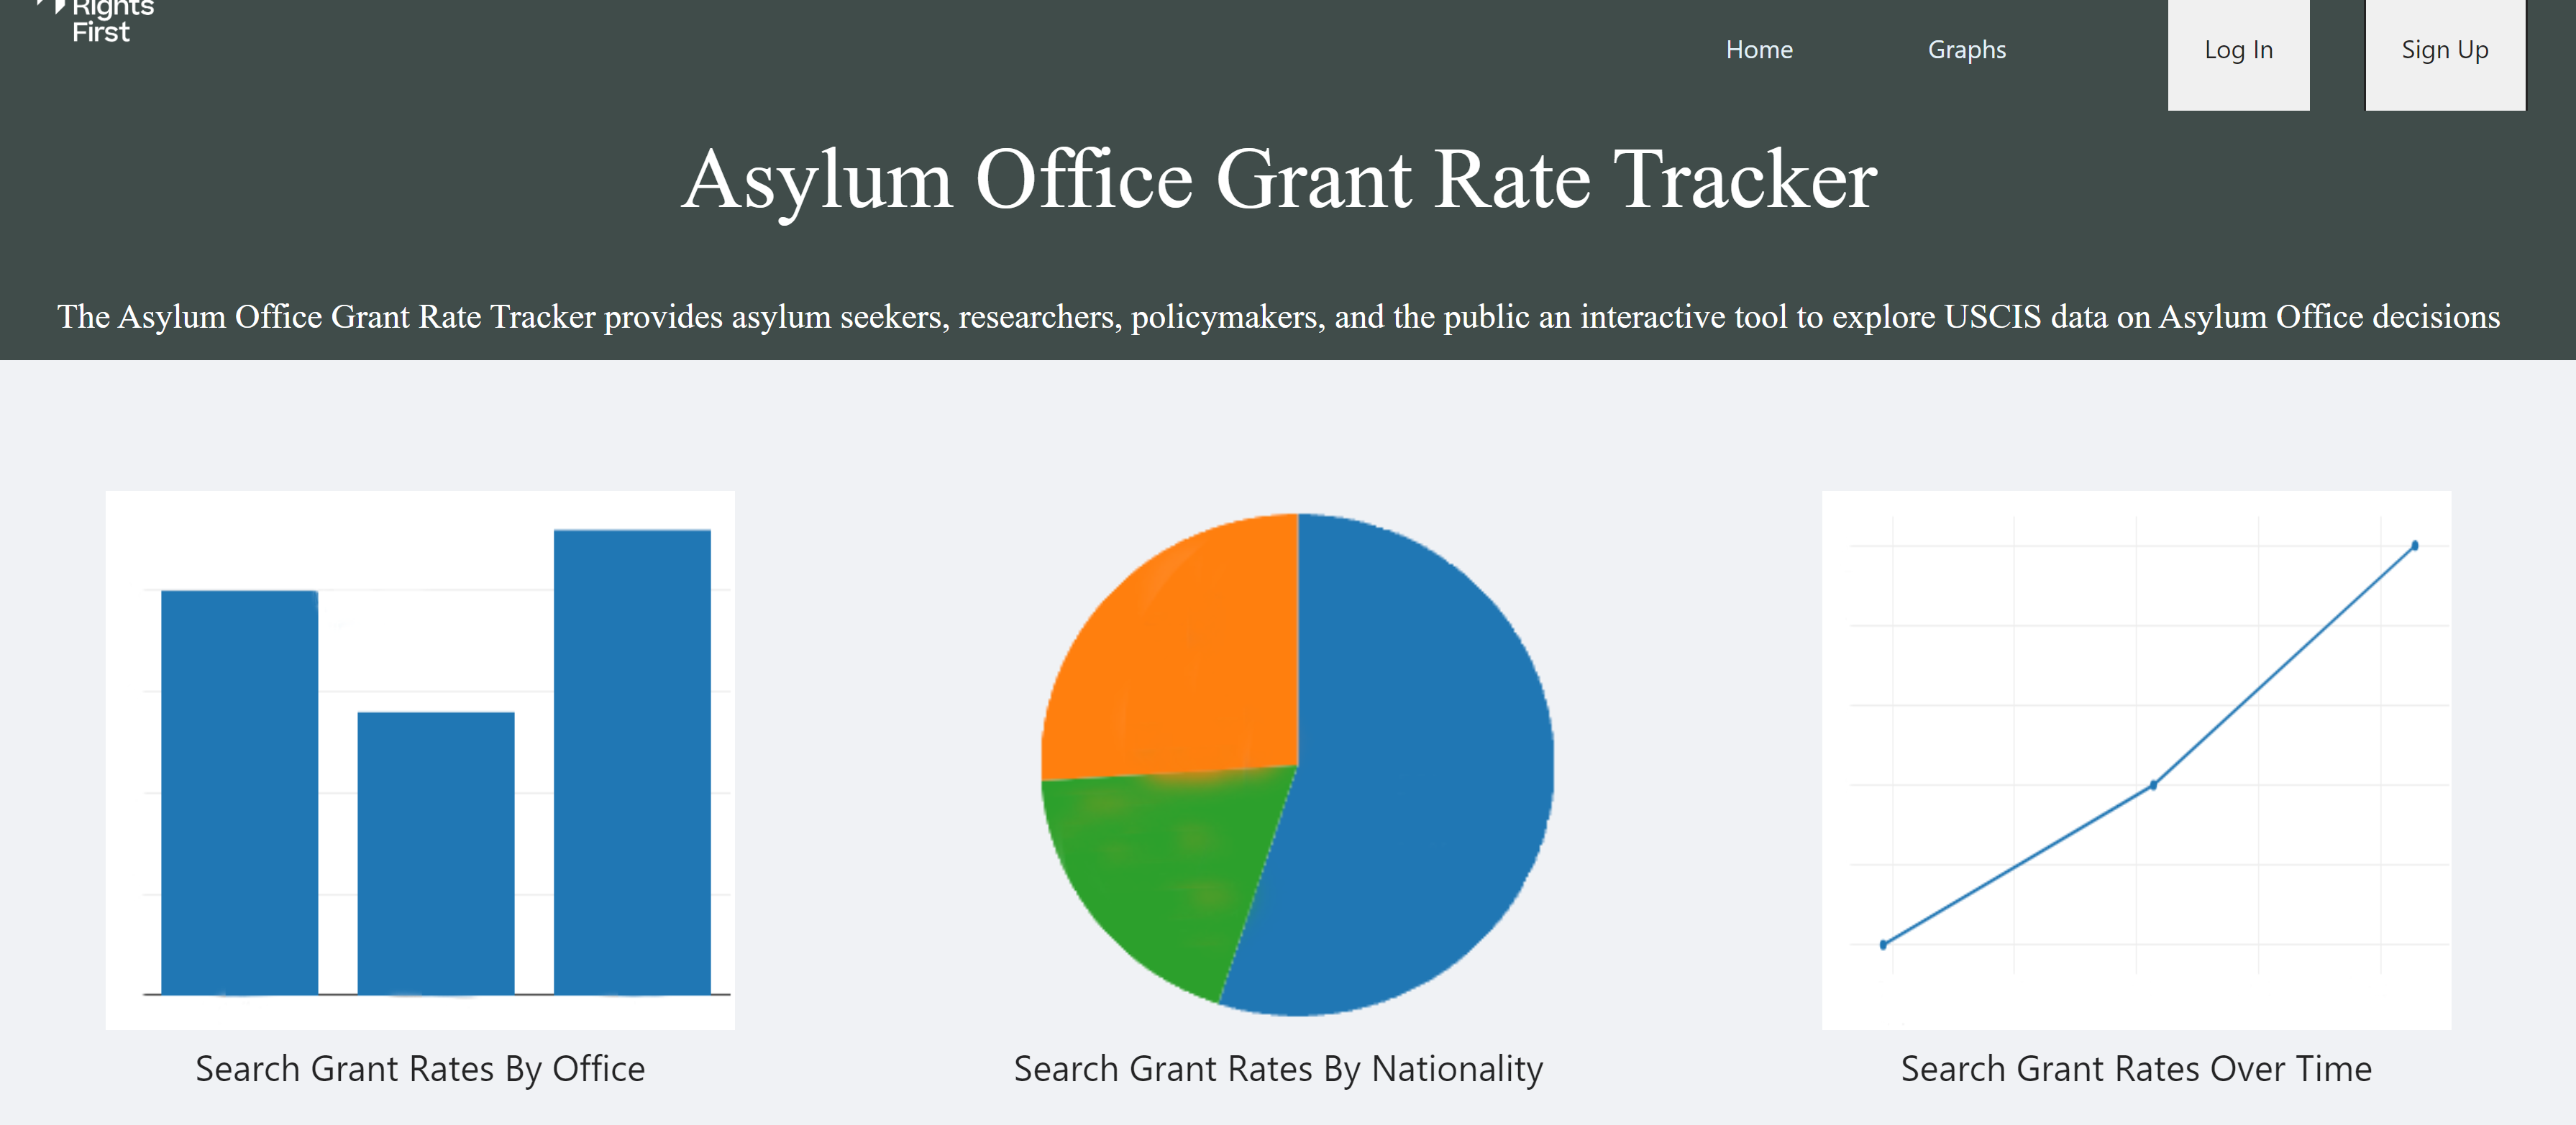 Rights
First
Home Graphs Log In Sign Up
Asylum Office Grant Rate Tracker
The Asylum Office Grant Rate Tracker provides asylum seekers, researchers, policymakers, and the public an interactive tool to explore USCIS data on Asylum Office decisions
Search Grant Rates By Office
Search Grant Rates By Nationality
Search Grant Rates Over Time